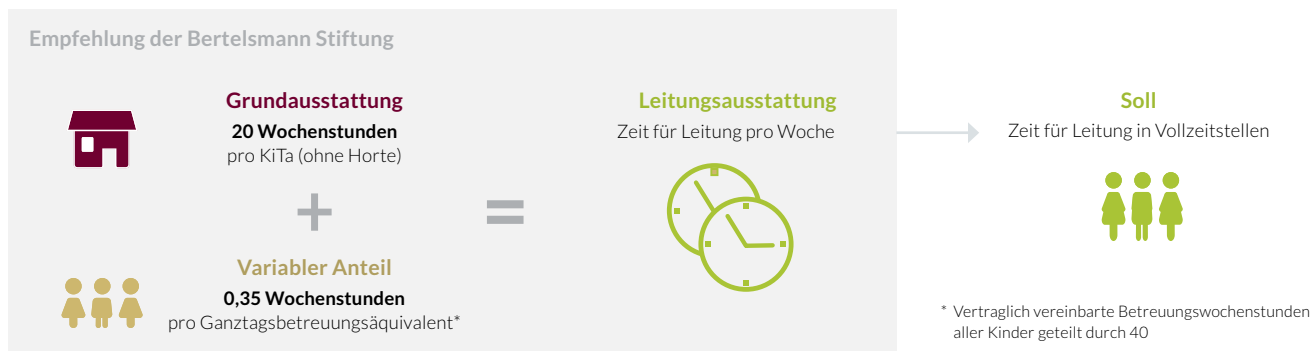 Empfehlung der Bertelsmann Stiftung
Grundausstattung
20 Wochenstunden
pro KiTa (ohne Horte)
+
Variabler Anteil
0,35 Wochenstunden
pro Ganztagsbetreuungsäquivalent*
=
Leitungsausstattung
Zeit für Leitung pro Woche
Soll
Zeit für Leitung in Vollzeitstellen
* Vertraglich vereinbarte Betreuungswochenstunden
aller Kinder geteilt durch 40